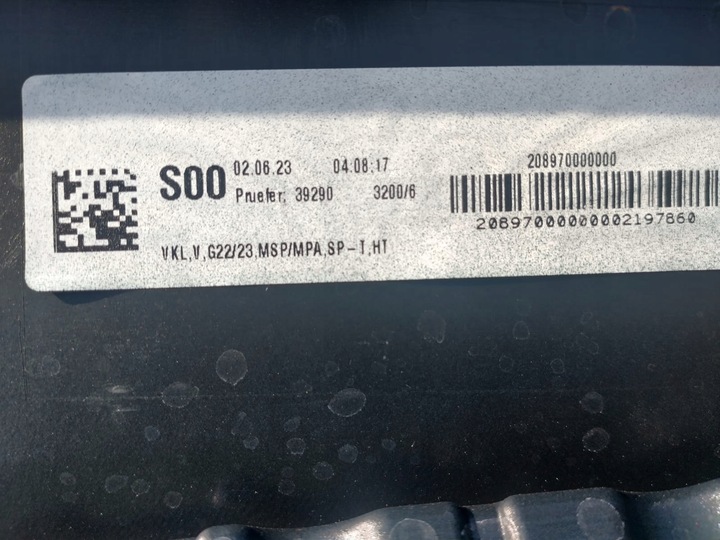 S00 02.06.23 04:08:17
Pruefer: 39290 3200/6
208970000000
20897000000002197860
VKL,V,G22/23,MSP/MPA,SP-T,HT